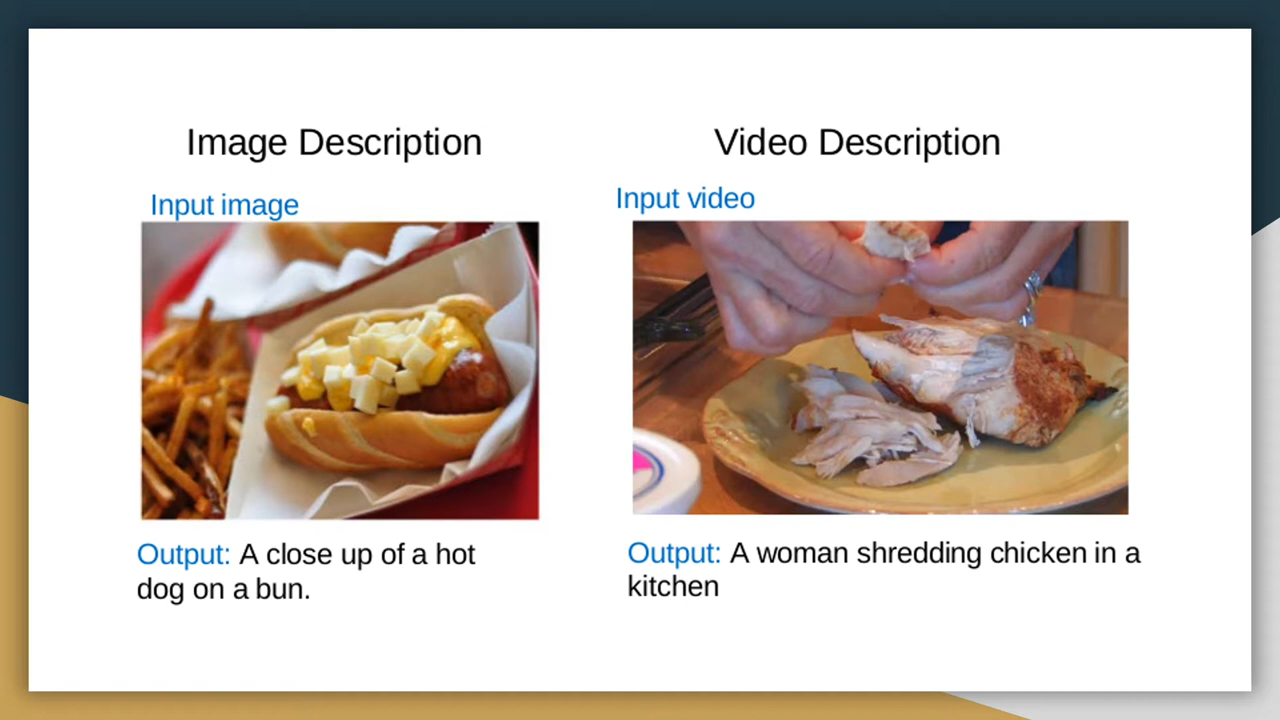 Image Description
Input image
Output: A close up of a hot
dog on a bun.
Video Description
Input video
Output: A woman shredding chicken in a
kitchen